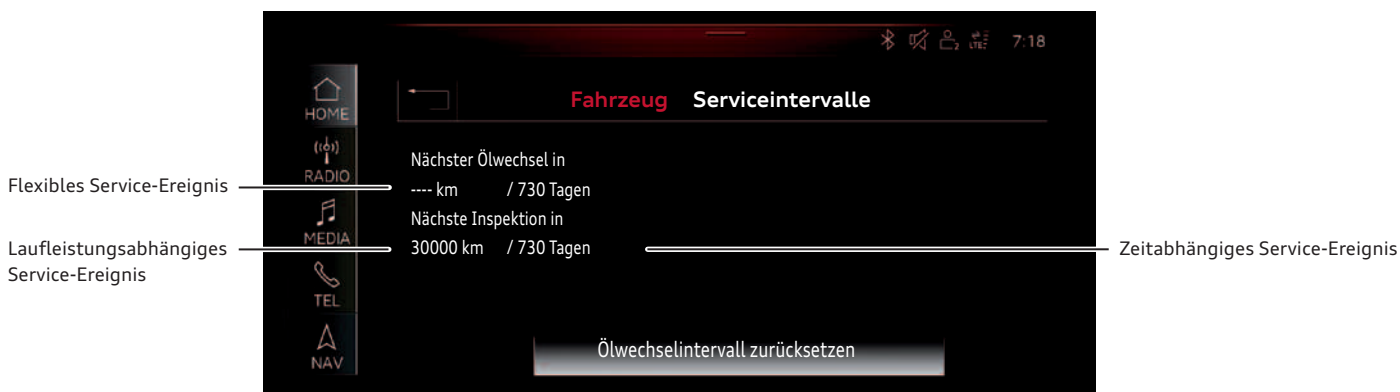 LTE 7:18
HOME
Fahrzeug Serviceintervalle
RADIO
Nächster Ölwechsel in
Flexibles Service-Ereignis
---- km / 730 Tagen
MEDIA
Nächste Inspektion in
Laufleistungsabhängiges
Service-Ereignis
30000 km / 730 Tagen
Zeitabhängiges Service-Ereignis
TEL
NAV
Ölwechselintervall zurücksetzen